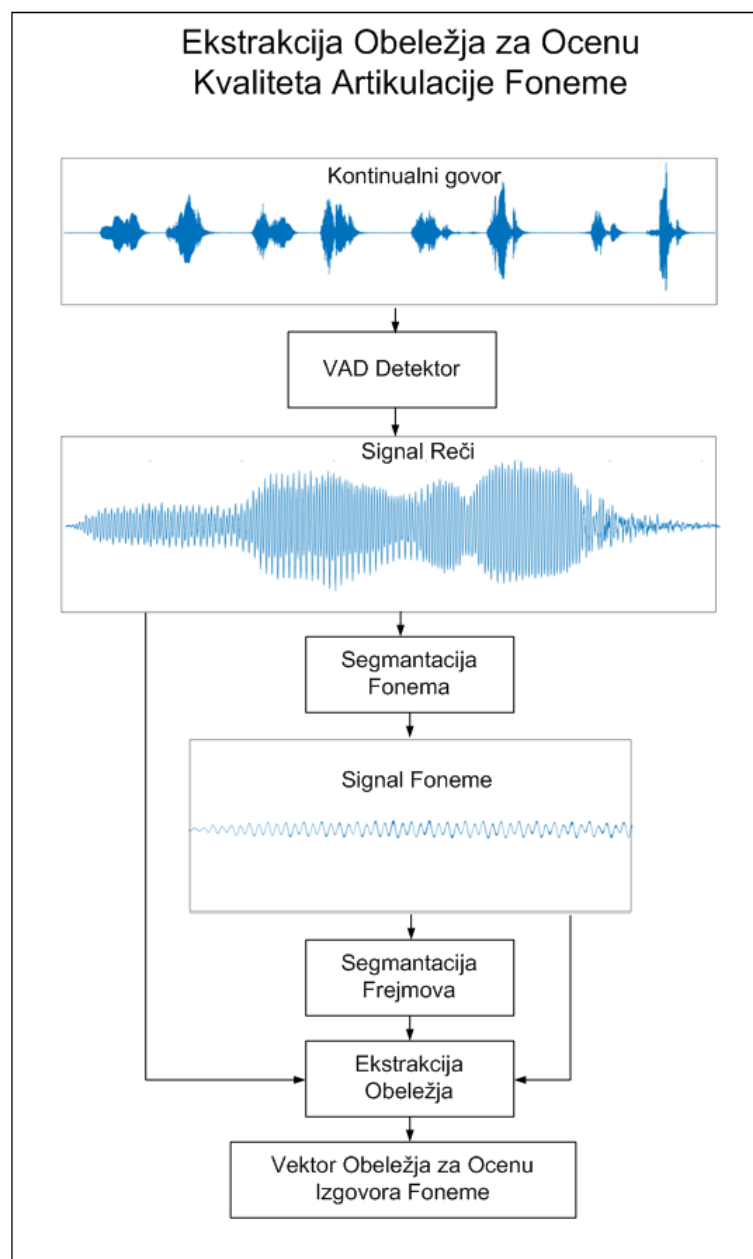 Ekstrakcija Obeležja za Ocenu
Kvaliteta Artikulacije Foneme
Kontinualni govor
VAD Detektor
Signal Reči
Segmantacija
Fonema
Signal Foneme
Segmantacija
Frejmova
Ekstrakcija
Obeležja
Vektor Obeležja za Ocenu
Izgovora Foneme